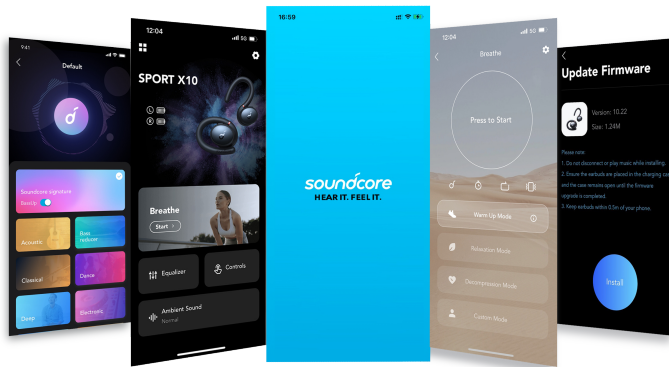 9:41
Default
Soundcore signature
BassUp
Acoustic
Bass
reducer
Classical
Dance
Deep
Electronic
12:04
5G
SPORT X10
L
R
Breathe
Start >
Equalizer
Controls
Ambient Sound
Normal
16:59
soundcore
HEAR IT. FEEL IT.
12:04
5G
Breathe
Press to Start
Warm Up Mode
Relaxation Mode
Decompression Mode
Custom Mode
Update Firmware
Version: 10.22
Size: 1.24M
Please note:
1. Do not disconnect or play music while installing.
2. Ensure the earbuds are placed in the charging car
and the case remains open until the firmware
upgrade is completed.
3. Keep earbuds within 0.5m of your phone.
Install